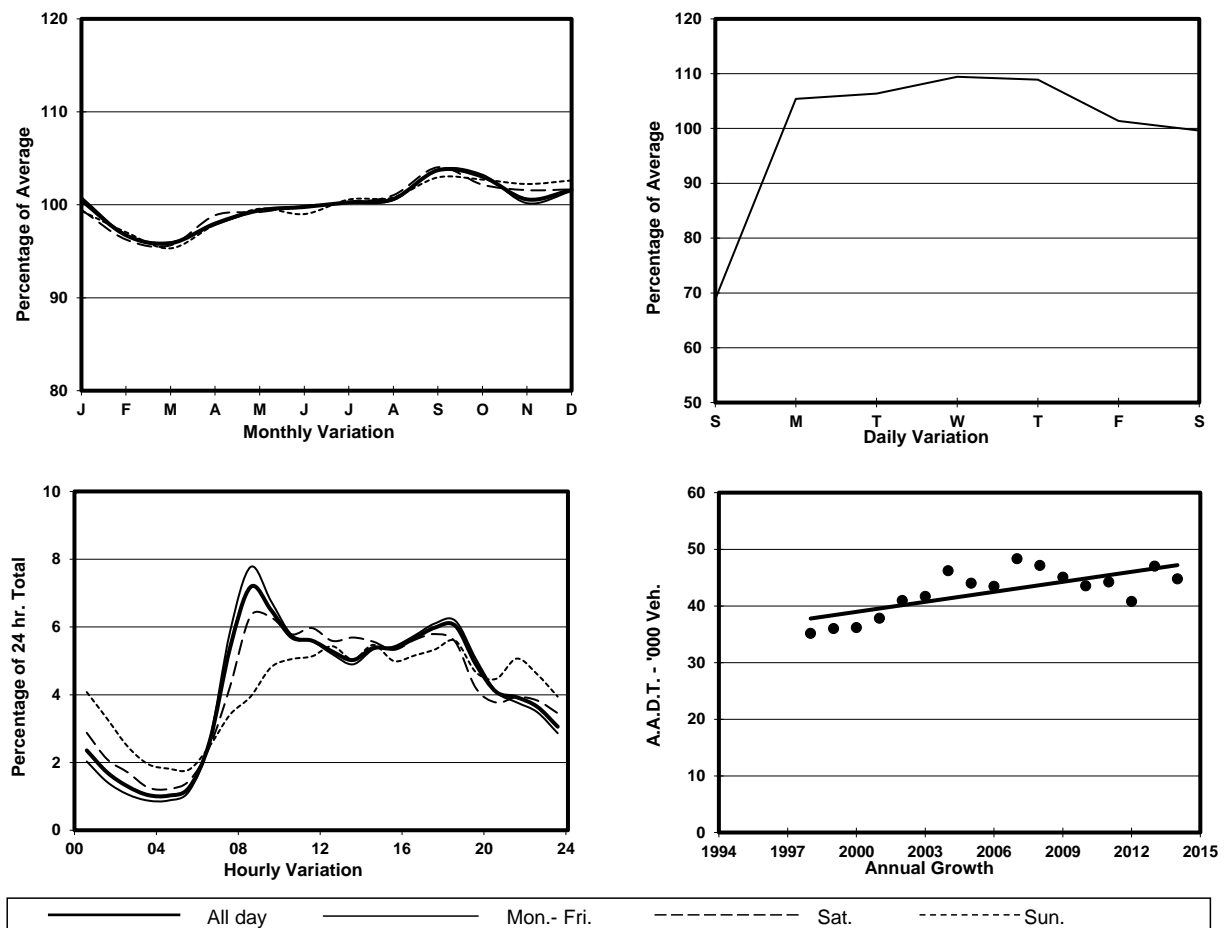 120
110
100
90
80
Percentage of Average
J F M A M J J A S O N D
Monthly Variation
120
110
100
90
80
70
60
50
Percentage of Average
S M T W T F S
Daily Variation
10
8
6
4
2
0
Percentage of 24 hr. Total
00 04 08 12 16 20 24
Hourly Variation
60
50
40
30
20
10
0
A.A.D.T. - '000 Veh.
1994 1997 2000 2003 2006 2009 2012 2015
Annual Growth
All day Mon.- Fri. Sat. Sun.